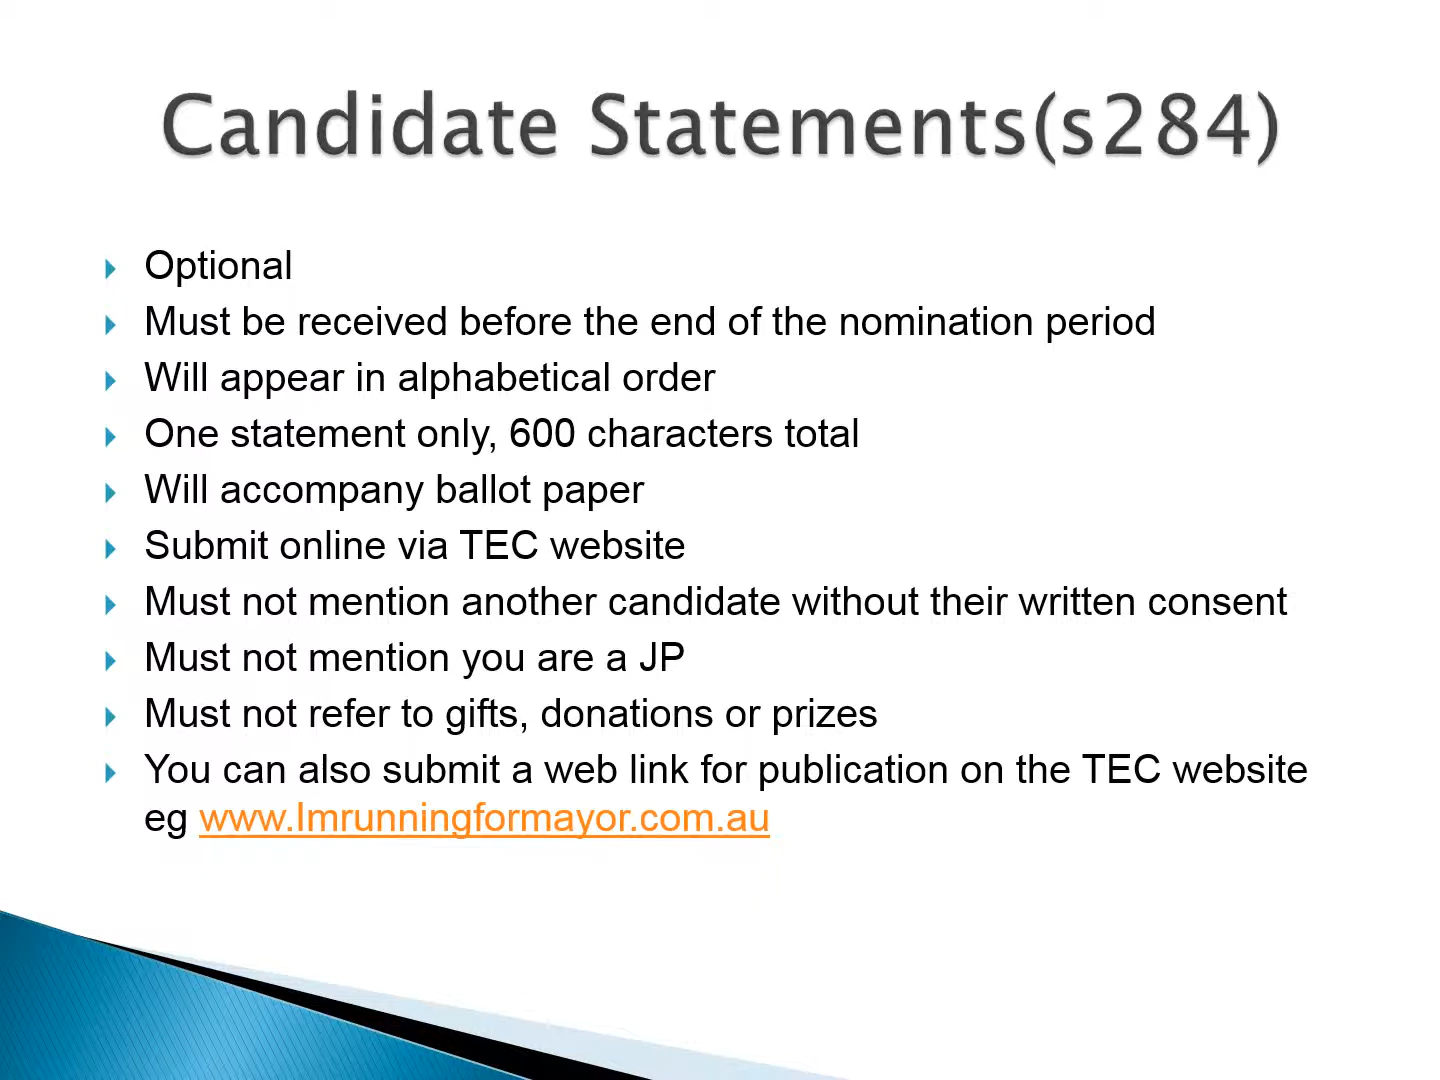 Candidate Statements(s284)
Optional
Must be received before the end of the nomination period
Will appear in alphabetical order
One statement only, 600 characters total
Will accompany ballot paper
Submit online via TEC website
Must not mention another candidate without their written consent
Must not mention you are a JP
Must not refer to gifts, donations or prizes
You can also submit a web link for publication on the TEC website
eg www.Imrunningformayor.com.au